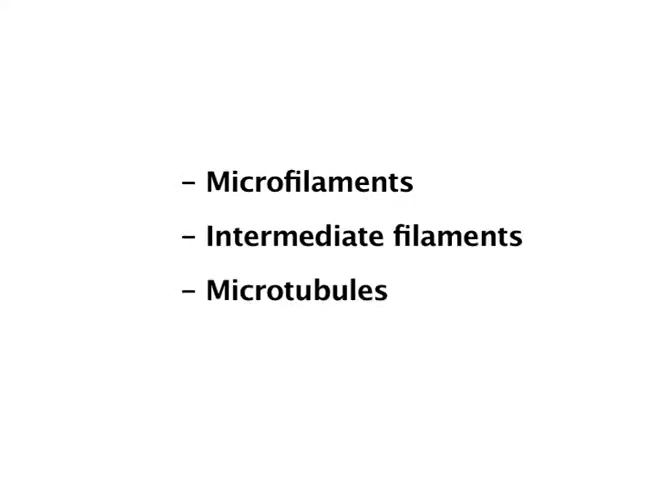 – Microfilaments
– Intermediate filaments
– Microtubules